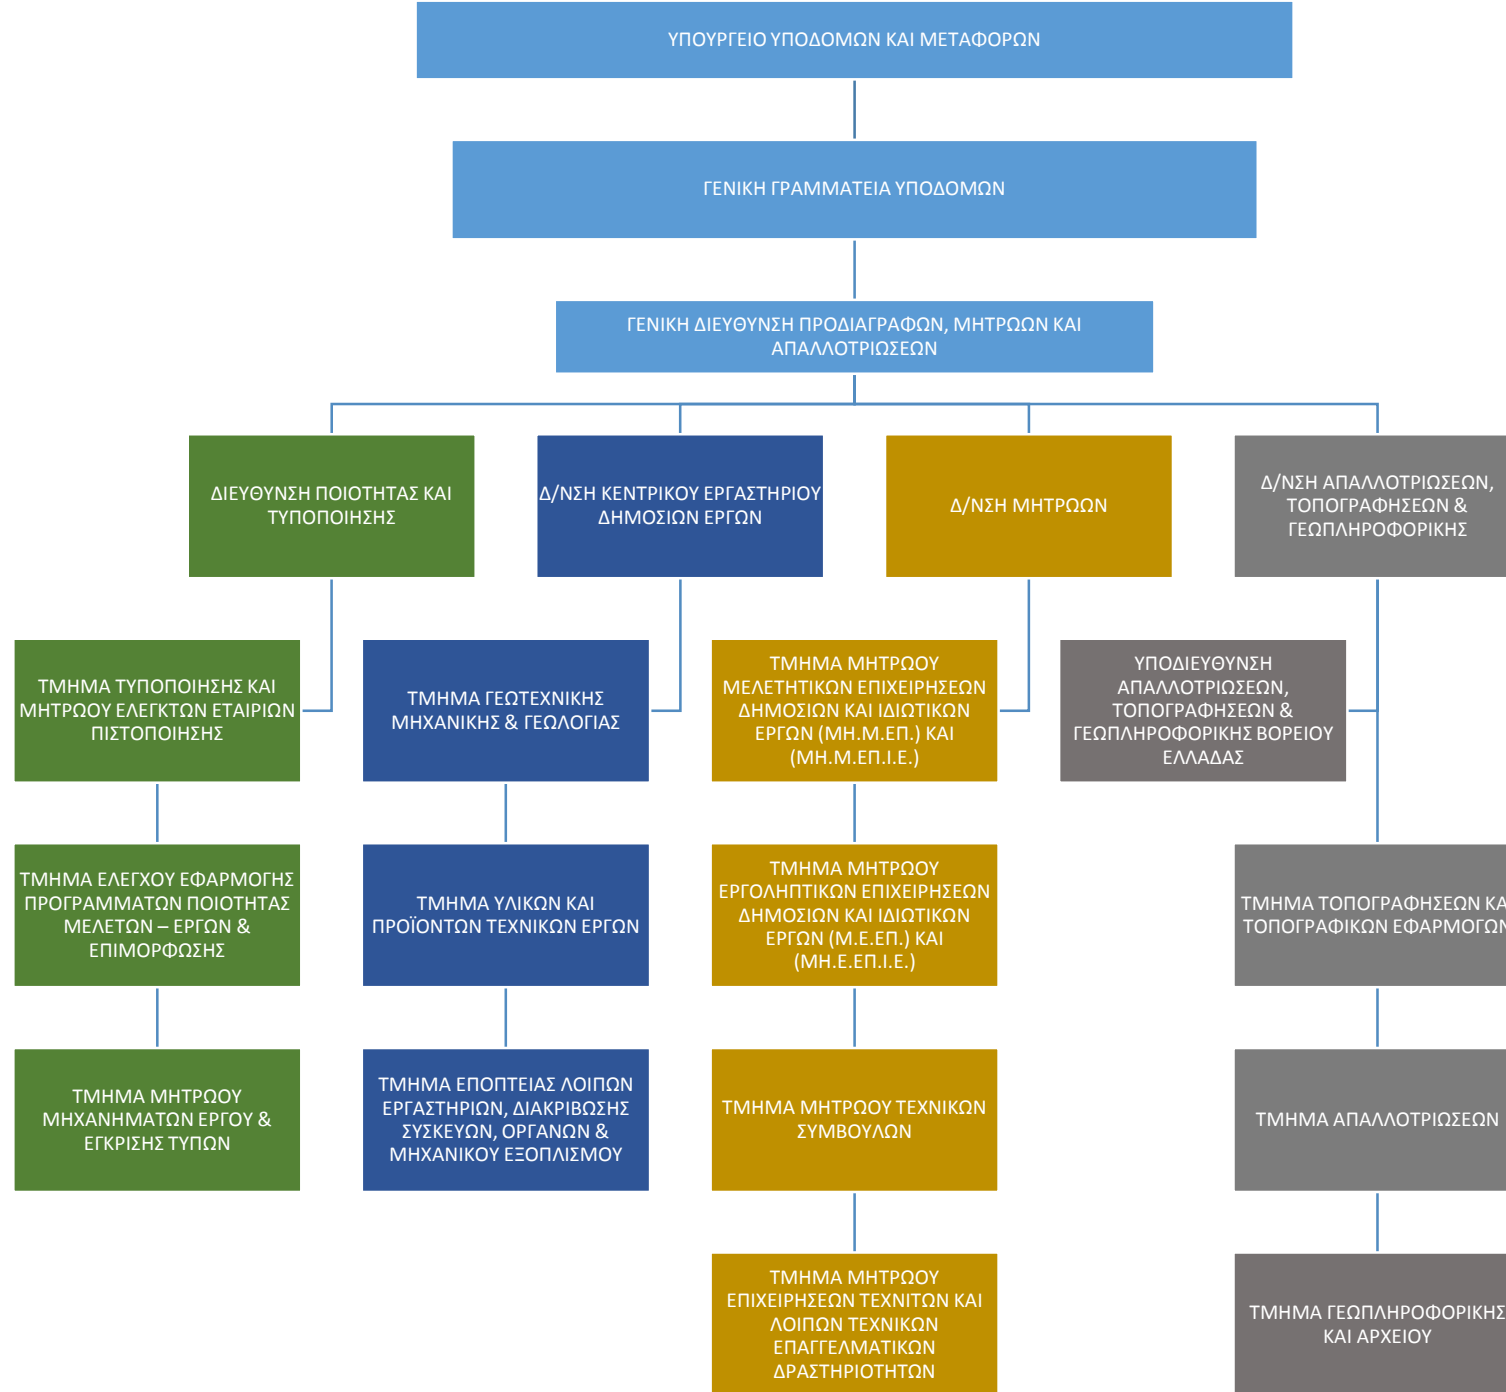 ΥΠΟΥΡΓΕΙΟ ΥΠΟΔΟΜΩΝ ΚΑΙ ΜΕΤΑΦΟΡΩΝ
ΓΕΝΙΚΗ ΓΡΑΜΜΑΤΕΙΑ ΥΠΟΔΟΜΩΝ
ΓΕΝΙΚΗ ΔΙΕΥΘΥΝΣΗ ΠΡΟΔΙΑΓΡΑΦΩΝ, ΜΗΤΡΩΩΝ ΚΑΙ
ΑΠΑΛΛΟΤΡΙΩΣΕΩΝ
ΔΙΕΥΘΥΝΣΗ ΠΟΙΟΤΗΤΑΣ ΚΑΙ
ΤΥΠΟΠΟΙΗΣΗΣ
Δ/ΝΣΗ ΚΕΝΤΡΙΚΟΥ ΕΡΓΑΣΤΗΡΙΟΥ
ΔΗΜΟΣΙΩΝ ΕΡΓΩΝ
Δ/ΝΣΗ ΜΗΤΡΩΩΝ
Δ/ΝΣΗ ΑΠΑΛΛΟΤΡΙΩΣΕΩΝ,
ΤΟΠΟΓΡΑΦΗΣΕΩΝ &
ΓΕΩΠΛΗΡΟΦΟΡΙΚΗΣ
ΤΜΗΜΑ ΤΥΠΟΠΟΙΗΣΗΣ ΚΑΙ
ΜΗΤΡΩΟΥ ΕΛΕΓΚΤΩΝ ΕΤΑΙΡΙΩΝ
ΠΙΣΤΟΠΟΙΗΣΗΣ
ΤΜΗΜΑ ΓΕΩΤΕΧΝΙΚΗΣ
ΜΗΧΑΝΙΚΗΣ & ΓΕΩΛΟΓΙΑΣ
ΤΜΗΜΑ ΜΗΤΡΩΟΥ
ΜΕΛΕΤΗΤΙΚΩΝ ΕΠΙΧΕΙΡΗΣΕΩΝ
ΔΗΜΟΣΙΩΝ ΚΑΙ ΙΔΙΩΤΙΚΩΝ
ΕΡΓΩΝ (ΜΗ.Μ.ΕΠ.) ΚΑΙ
(ΜΗ.Μ.ΕΠ.Ι.Ε.)
ΥΠΟΔΙΕΥΘΥΝΣΗ
ΑΠΑΛΛΟΤΡΙΩΣΕΩΝ,
ΤΟΠΟΓΡΑΦΗΣΕΩΝ &
ΓΕΩΠΛΗΡΟΦΟΡΙΚΗΣ ΒΟΡΕΙΟΥ
ΕΛΛΑΔΑΣ
ΤΜΗΜΑ ΕΛΕΓΧΟΥ ΕΦΑΡΜΟΓΗΣ
ΠΡΟΓΡΑΜΜΑΤΩΝ ΠΟΙΟΤΗΤΑΣ
ΜΕΛΕΤΩΝ – ΕΡΓΩΝ &
ΕΠΙΜΟΡΦΩΣΗΣ
ΤΜΗΜΑ ΥΛΙΚΩΝ ΚΑΙ
ΠΡΟΪΟΝΤΩΝ ΤΕΧΝΙΚΩΝ ΕΡΓΩΝ
ΤΜΗΜΑ ΜΗΤΡΩΟΥ
ΕΡΓΟΛΗΠΤΙΚΩΝ ΕΠΙΧΕΙΡΗΣΕΩΝ
ΔΗΜΟΣΙΩΝ ΚΑΙ ΙΔΙΩΤΙΚΩΝ
ΕΡΓΩΝ (Μ.Ε.ΕΠ.) ΚΑΙ
(ΜΗ.Ε.ΕΠ.Ι.Ε.)
ΤΜΗΜΑ ΤΟΠΟΓΡΑΦΗΣΕΩΝ ΚΑ
ΤΟΠΟΓΡΑΦΙΚΩΝ ΕΦΑΡΜΟΓΩΝ
ΤΜΗΜΑ ΜΗΤΡΩΟΥ
ΜΗΧΑΝΗΜΑΤΩΝ ΕΡΓΟΥ &
ΕΓΚΡΙΣΗΣ ΤΥΠΩΝ
ΤΜΗΜΑ ΕΠΟΠΤΕΙΑΣ ΛΟΙΠΩΝ
ΕΡΓΑΣΤΗΡΙΩΝ, ΔΙΑΚΡΙΒΩΣΗΣ
ΣΥΣΚΕΥΩΝ, ΟΡΓΑΝΩΝ &
ΜΗΧΑΝΙΚΟΥ ΕΞΟΠΛΙΣΜΟΥ
ΤΜΗΜΑ ΜΗΤΡΩΟΥ ΤΕΧΝΙΚΩΝ
ΣΥΜΒΟΥΛΩΝ
ΤΜΗΜΑ ΑΠΑΛΛΟΤΡΙΩΣΕΩΝ
ΤΜΗΜΑ ΜΗΤΡΩΟΥ
ΕΠΙΧΕΙΡΗΣΕΩΝ ΤΕΧΝΙΤΩΝ ΚΑΙ
ΛΟΙΠΩΝ ΤΕΧΝΙΚΩΝ
ΕΠΑΓΓΕΛΜΑΤΙΚΩΝ
ΔΡΑΣΤΗΡΙΟΤΗΤΩΝ
ΤΜΗΜΑ ΓΕΩΠΛΗΡΟΦΟΡΙΚΗΣ
ΚΑΙ ΑΡΧΕΙΟΥ